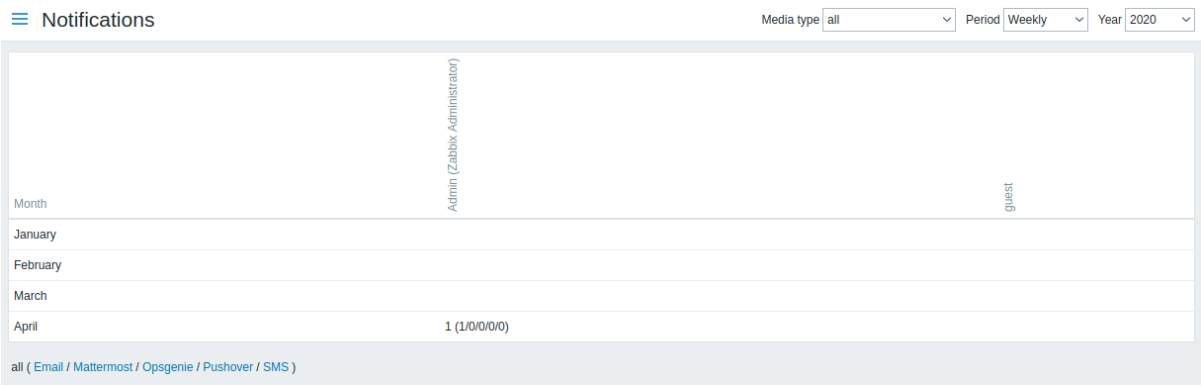 Notifications Media type all Period Weekly Year 2020
Month Admin (Zabbix Administrator) guest
January
February
March
April 1 (1/0/0/0/0)
all ( Email / Mattermost / Opsgenie / Pushover / SMS )